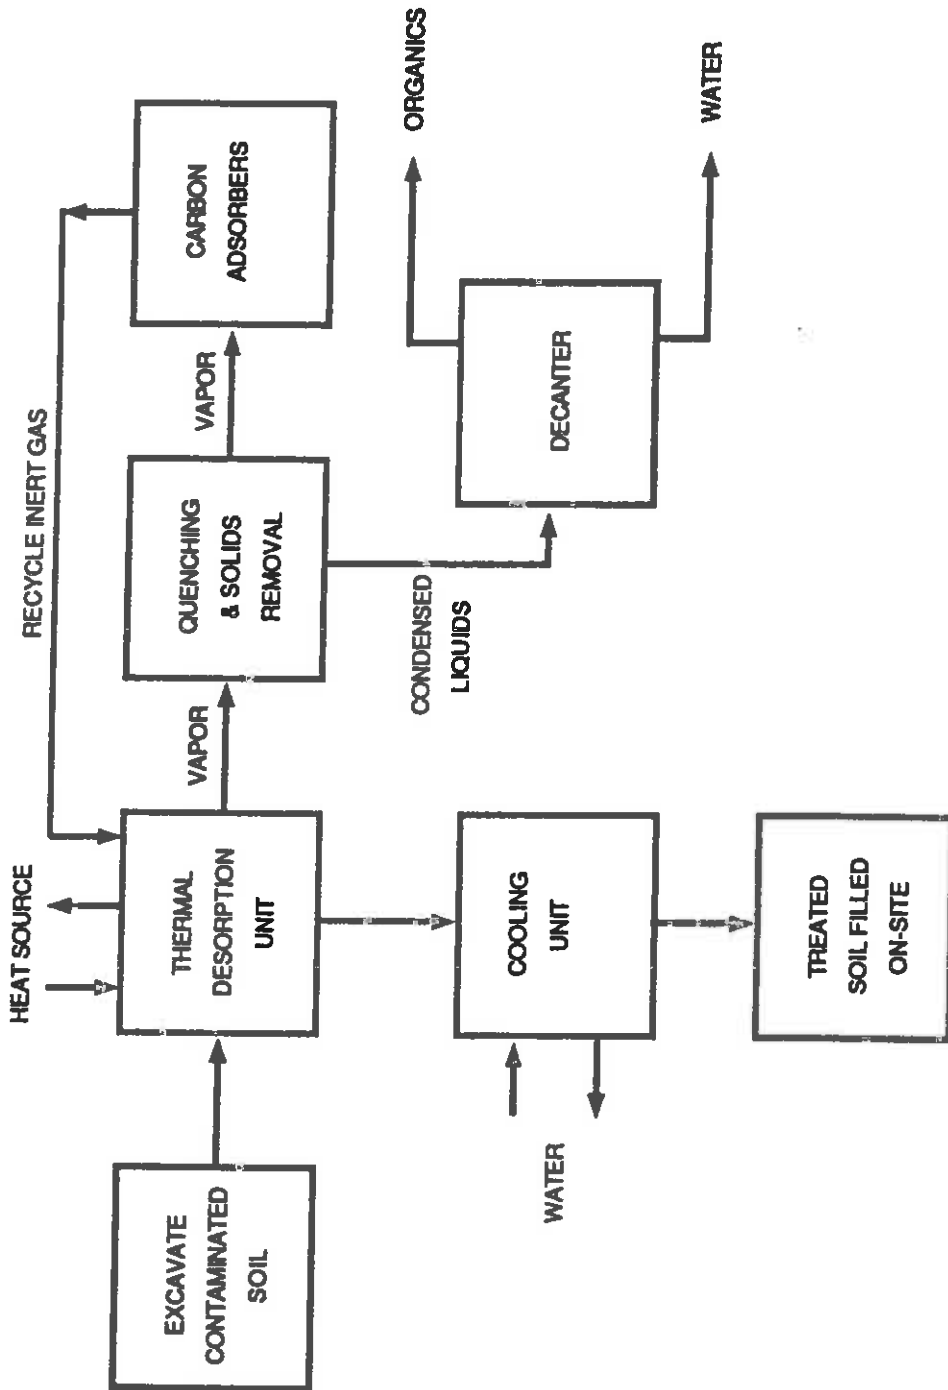 RECYCLE INERT GAS
HEAT SOURCE
EXCAVATE
CONTAMINATED
SOIL
THERMAL
DESORPTION
UNIT
VAPOR
QUENCHING
& SOLIDS
REMOVAL
VAPOR
CARBON
ADSORBERS
CONDENSED
LIQUIDS
ORGANICS
WATER
COOLING
UNIT
DECANTER
WATER
TREATED
SOIL FILLED
ON-SITE